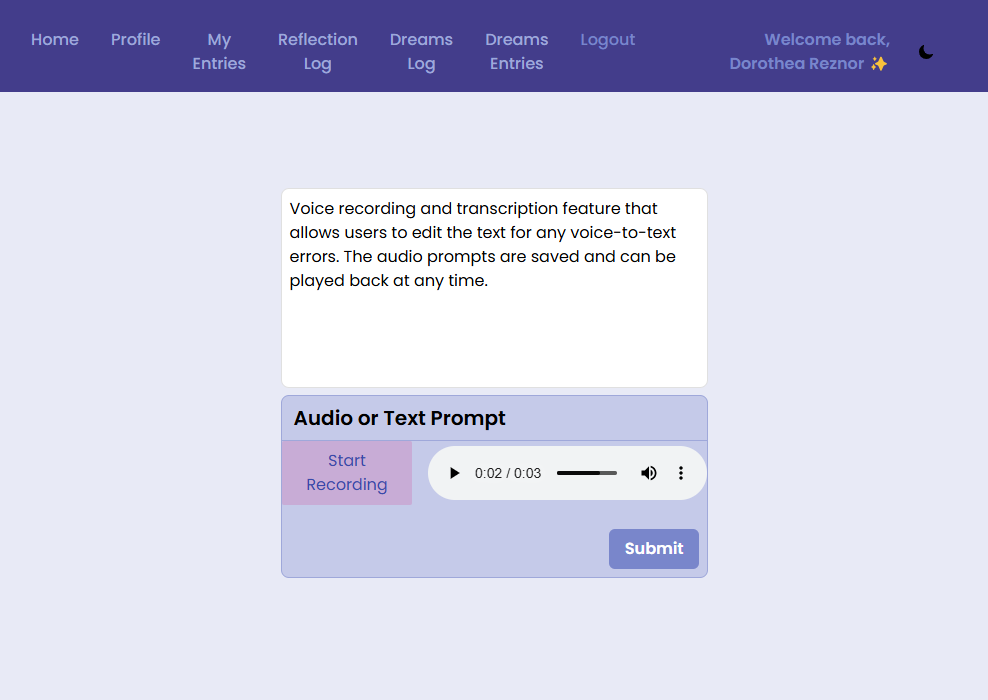 Home
Profile
My
Entries
Reflection
Log
Dreams
Log
Dreams
Entries
Logout
Welcome back,
Dorothea Reznor ✨
Voice recording and transcription feature that
allows users to edit the text for any voice-to-text
errors. The audio prompts are saved and can be
played back at any time.
Audio or Text Prompt
Start
Recording
0:02 / 0:03
Submit